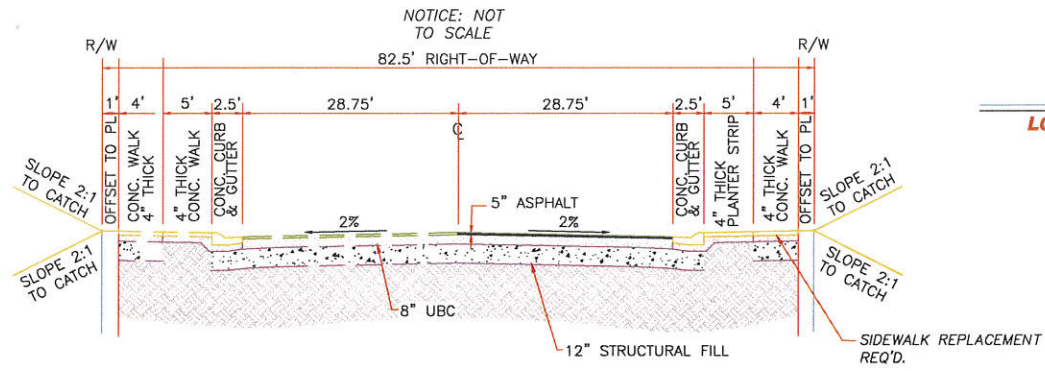 NOTICE: NOT
TO SCALE
R/W
R/W
82.5' RIGHT-OF-WAY
1'
4'
5'
2.5'
28.75'
28.75'
2.5'
5'
4'
1'
OFFSET TO PL
CONC. WALK
4" THICK
4" THICK
CONC. WALK
CONC. CURB
& GUTTER
CL
CONC. CURB
& GUTTER
4" THICK
PLANTER STRIP
4" THICK
CONC. WALK
OFFSET TO PL
LO
SLOPE 2:1
TO CATCH
SLOPE 2:1
TO CATCH
5" ASPHALT
2%
2%
SLOPE 2:1
TO CATCH
SLOPE 2:1
TO CATCH
8" UBC
12" STRUCTURAL FILL
SIDEWALK REPLACEMENT
REQ'D.